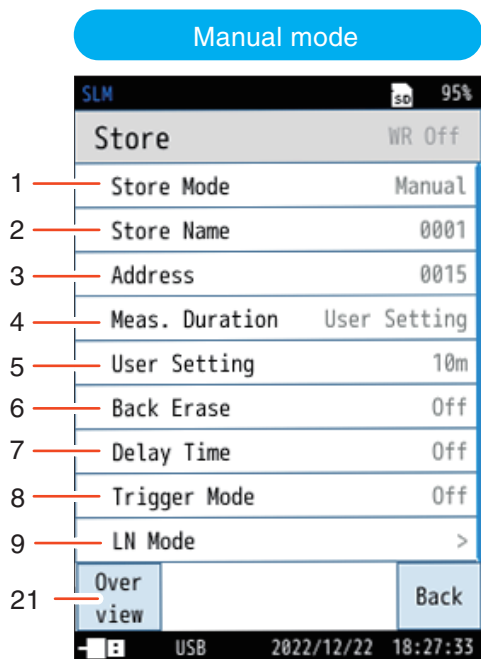 Manual mode
SLM SD 95%
Store WR Off
1 Store Mode Manual
2 Store Name 0001
3 Address 0015
4 Meas. Duration User Setting
5 User Setting 10m
6 Back Erase Off
7 Delay Time Off
8 Trigger Mode Off
9 LN Mode >
21 Over
view Back
USB 2022/12/22 18:27:33